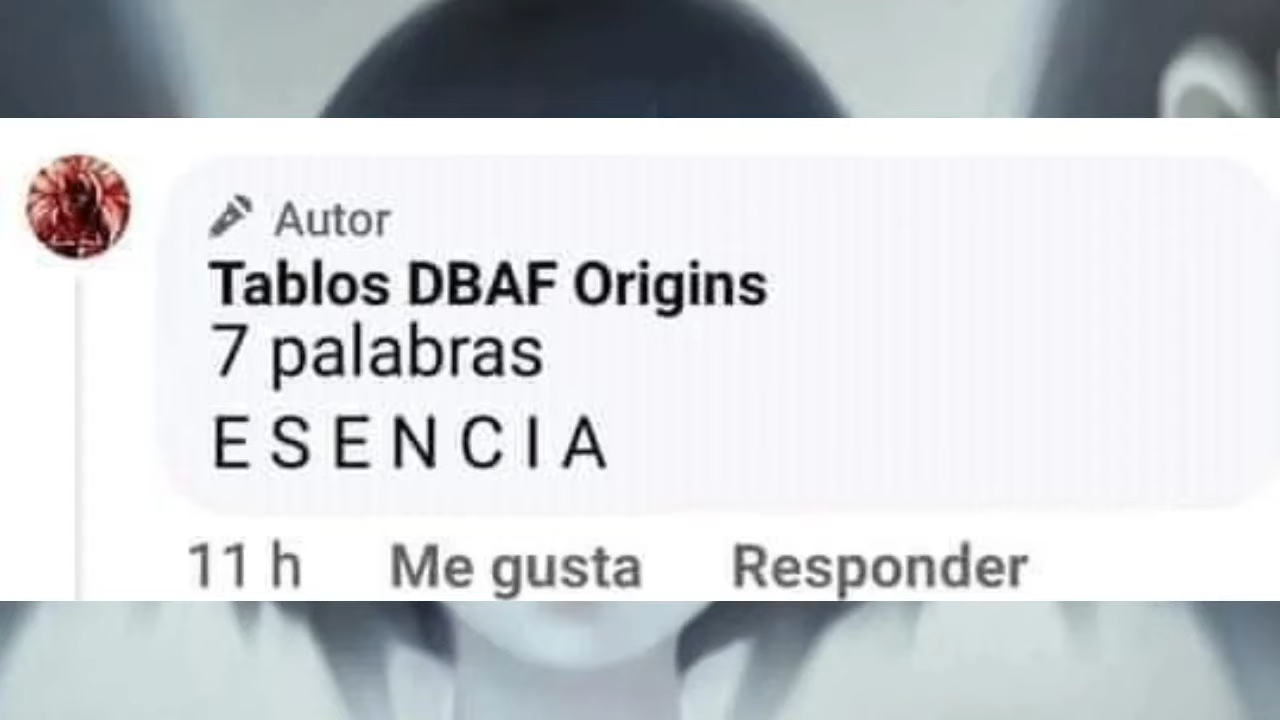 Autor
Tablos DBAF Origins
7 palabras
E S E N C I A
11 h Me gusta Responder